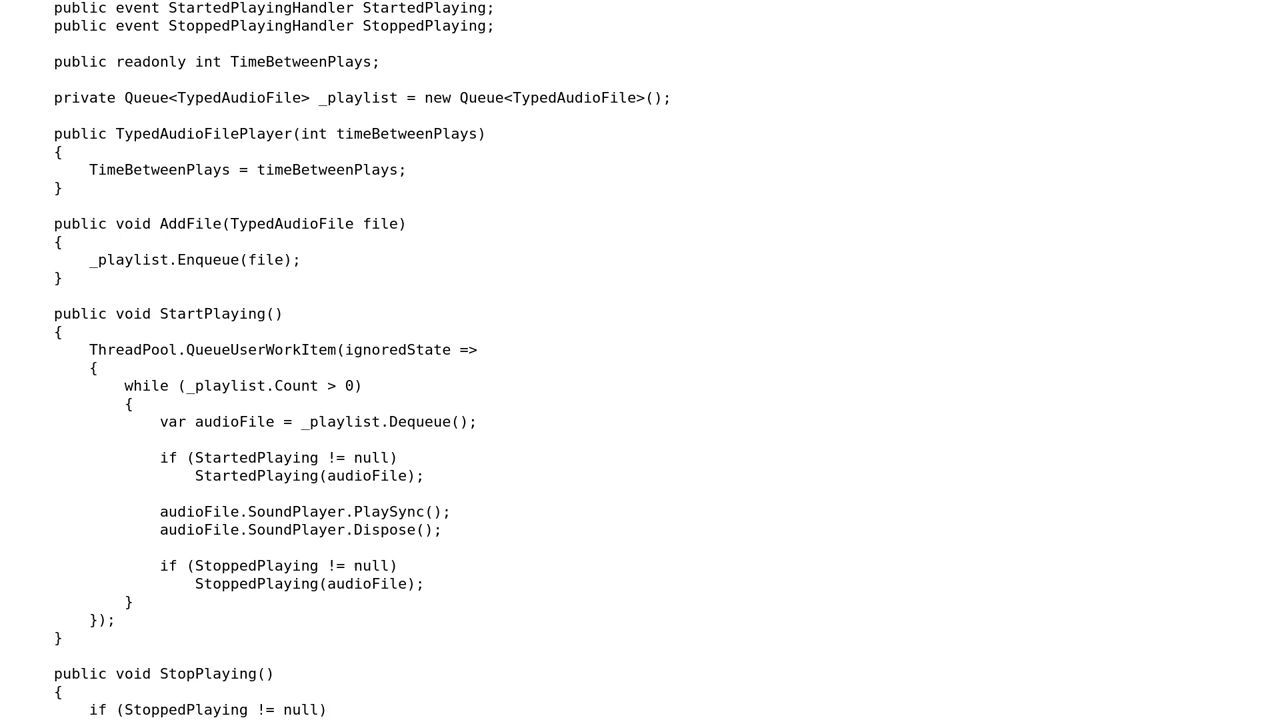 public event StartedPlayingHandler StartedPlaying;
public event StoppedPlayingHandler StoppedPlaying;
public readonly int TimeBetweenPlays;
private Queue<TypedAudioFile> _playlist = new Queue<TypedAudioFile>();
public TypedAudioFilePlayer(int timeBetweenPlays)
{
TimeBetweenPlays = timeBetweenPlays;
}
public void AddFile(TypedAudioFile file)
{
_playlist.Enqueue(file);
}
public void StartPlaying()
{
ThreadPool.QueueUserWorkItem(ignoredState =>
{
while (_playlist.Count > 0)
{
var audioFile = _playlist.Dequeue();
if (StartedPlaying != null)
StartedPlaying(audioFile);
audioFile.SoundPlayer.PlaySync();
audioFile.SoundPlayer.Dispose();
if (StoppedPlaying != null)
StoppedPlaying(audioFile);
}
});
}
public void StopPlaying()
{
if (StoppedPlaying != null)